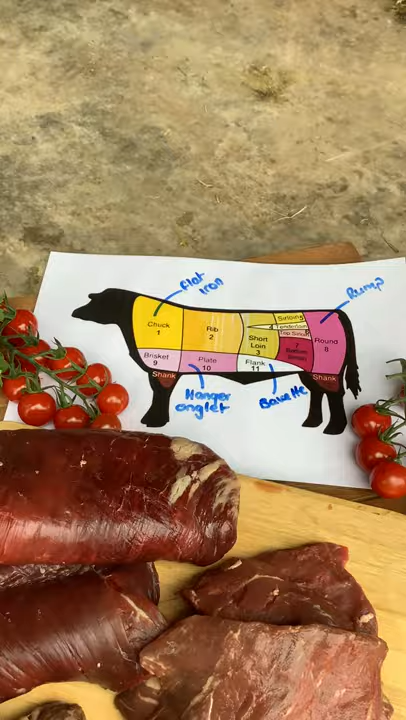 Flat
iron
Rump
Chuck
1
Rib
2
Short
Loin
3
Sirloin
Tenderloin
Top Sirloin
7
Bottom
Sirloin
Round
8
Brisket
9
Plate
10
Flank
11
Shank
Shank
Hanger
onglet
Bavette